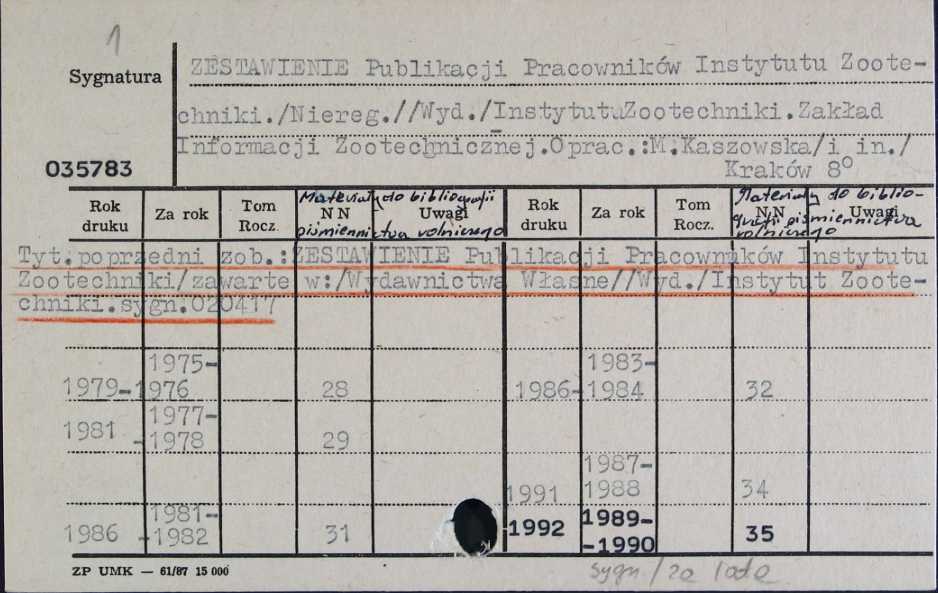 1
Sygnatura
ZESTAWIENIE Publikacji Pracowników Instytutu Zoote-
chniki./Niereg.//Wyd./InstytutuZootechniki.Zakład
Informacji Zootechnicznej.Oprac.:M.Kaszowska/i in./
035783
Kraków 8°
Rok druku Za rok Tom Rocz. Materiały do bibliografii piśmiennictwa rolniczego NN Uwagi Rok druku Za rok Tom Rocz. Materiały do biblio-grafii piśmiennictwa rolniczego NN Uwagi
Tyt.poprzedni zob.:ZESTAWIENIE Publikacji Pracowników Instytutu
Zootechniki/zawarte w:/Wydawnictwa Własne//Wyd./Instytut Zoote-
chniki.sygn.020417
1975- 1983-
1979-1976 28 1986-1984 32
1977-
1981 -1978 29
1987-
1991 1988 34
1981- 1989-
1986 -1982 31 1992 -1990 35
ZP UMK — 61/87 15 000
sygn/za lata